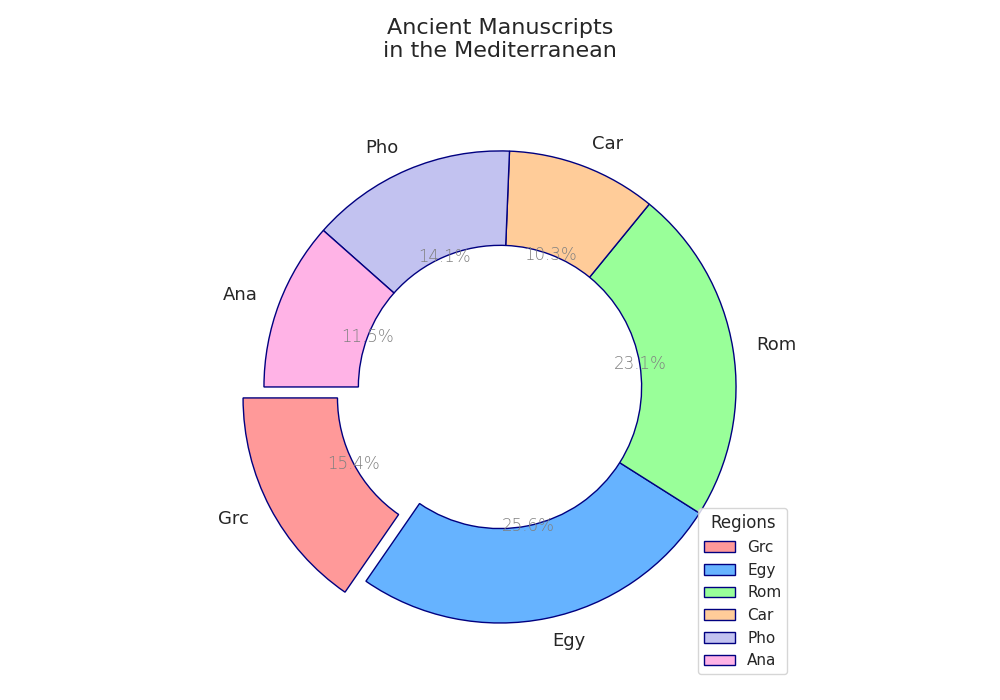 Ancient Manuscripts
in the Mediterranean
Pho
Car
Ana
Rom
Grc
Egy
14.1%
10.3%
11.5%
23.1%
15.4%
25.6%
Regions
Grc
Egy
Rom
Car
Pho
Ana